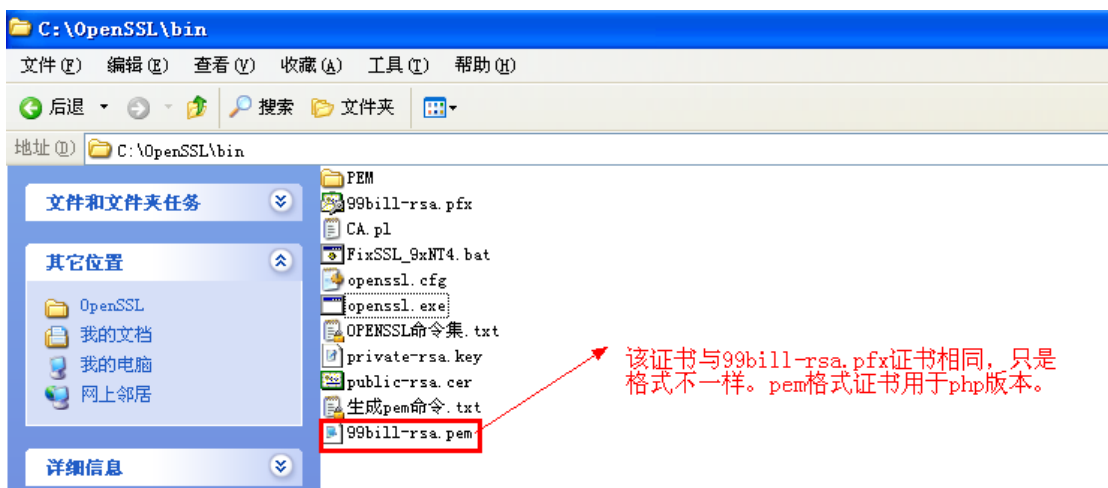 C:\OpenSSL\bin
文件(F) 编辑(E) 查看(V) 收藏(A) 工具(T) 帮助(H)
后退 搜索 文件夹
地址(D) C:\OpenSSL\bin
文件和文件夹任务
其它位置
OpenSSL
我的文档
我的电脑
网上邻居
详细信息
PEM
99bill-rsa.pfx
CA.pl
FixSSL_9xNT4.bat
openssl.cfg
openssl.exe
OPENSSL命令集.txt
private-rsa.key
public-rsa.cer
生成pem命令.txt
99bill-rsa.pem
该证书与99bill-rsa.pfx证书相同，只是
格式不一样。pem格式证书用于php版本。